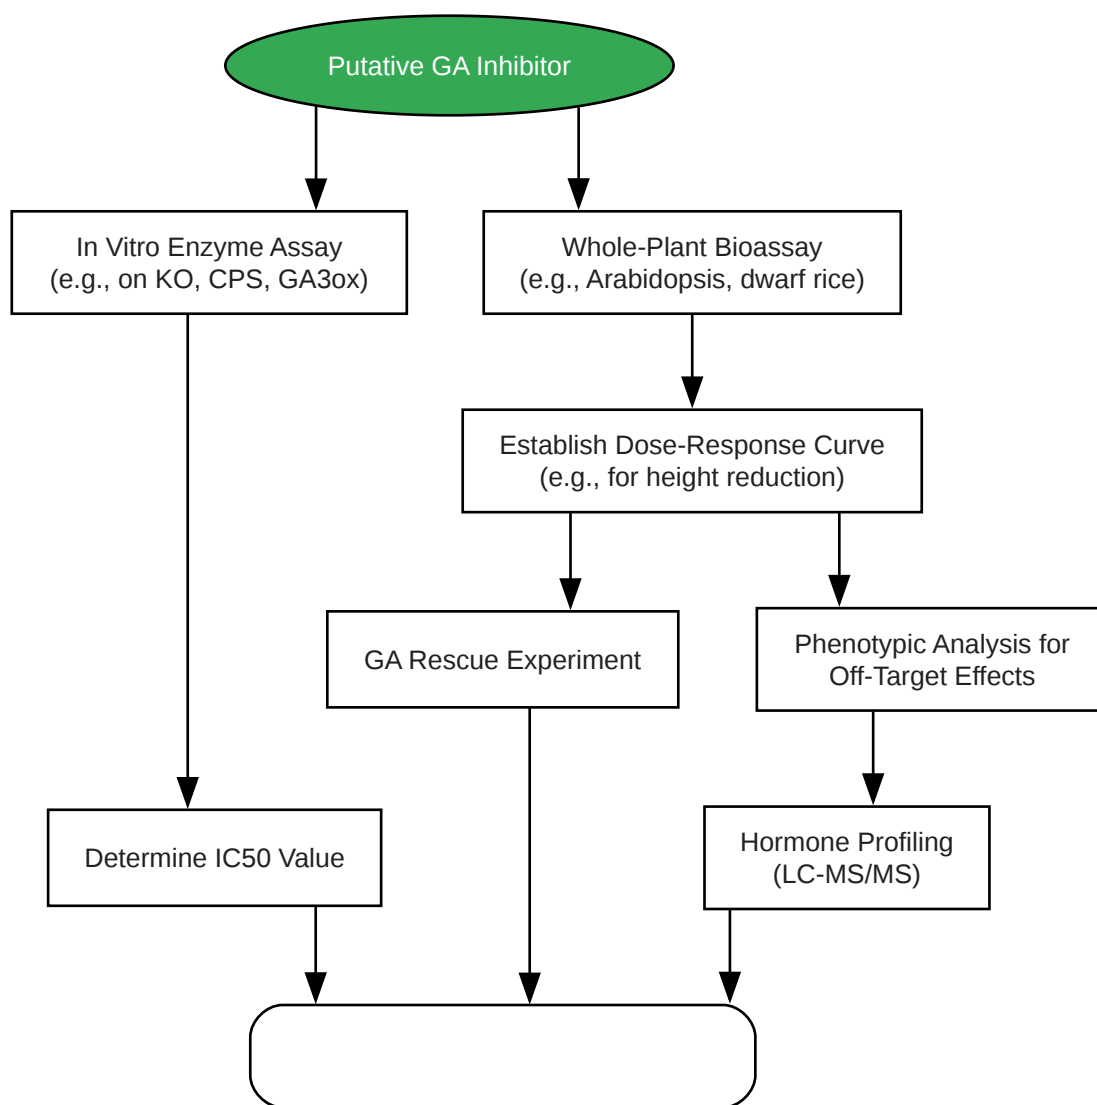 Putative GA Inhibitor
In Vitro Enzyme Assay
(e.g., on KO, CPS, GA3ox)
Whole-Plant Bioassay
(e.g., Arabidopsis, dwarf rice)
Establish Dose-Response Curve
(e.g., for height reduction)
GA Rescue Experiment
Phenotypic Analysis for
Off-Target Effects
Determine IC50 Value
Hormone Profiling
(LC-MS/MS)